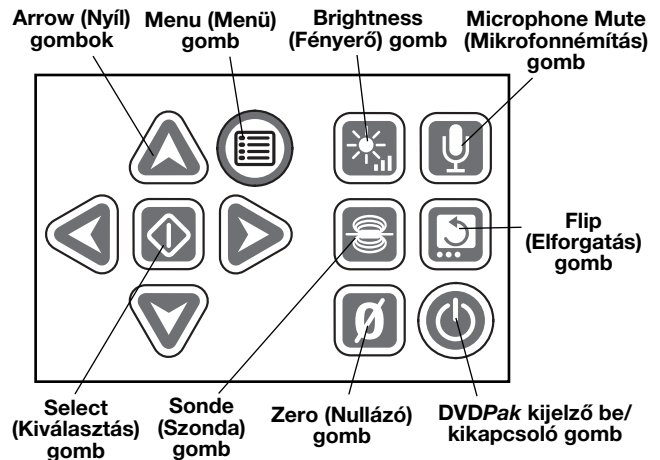 Arrow (Nyíl)
gombok
Menu (Menü)
gomb
Brightness
(Fényerő) gomb
Microphone Mute
(Mikrofonnémítás)
gomb
Flip
(Elforgatás)
gomb
Select
(Kiválasztás)
gomb
Sonde
(Szonda)
gomb
Zero (Nullázó)
gomb
DVDPak kijelző be/
kikapcsoló gomb